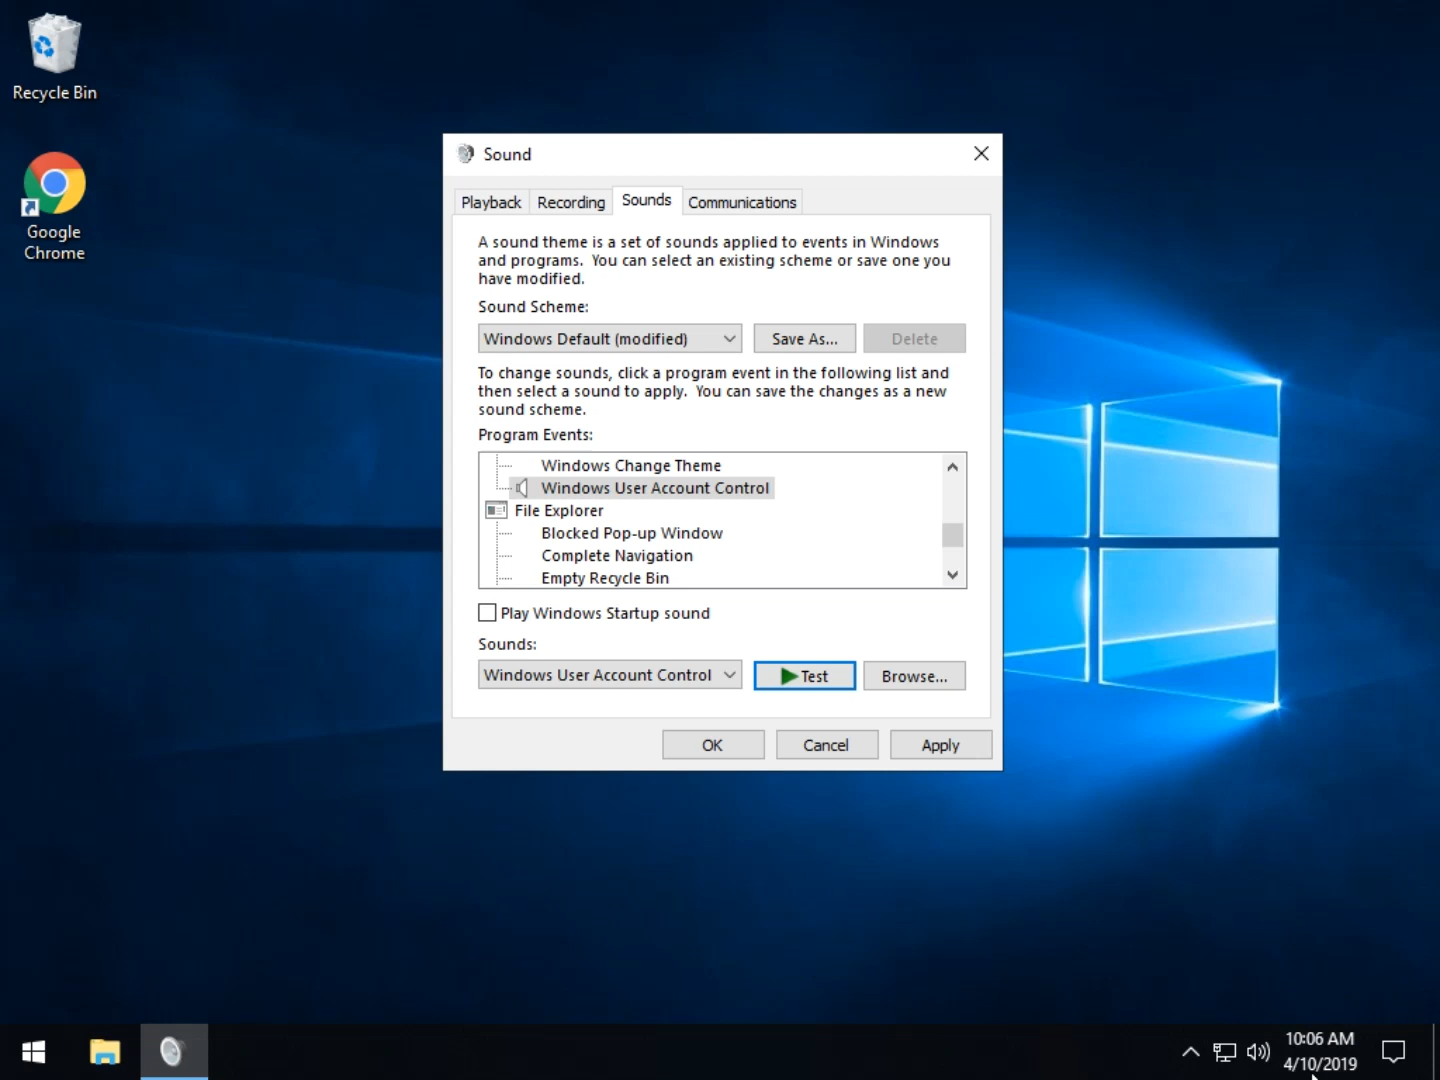 Recycle Bin
Google
Chrome
Sound
Playback
Recording
Sounds
Communications
A sound theme is a set of sounds applied to events in Windows
and programs.  You can select an existing scheme or save one you
have modified.
Sound Scheme:
Windows Default (modified)
Save As...
Delete
To change sounds, click a program event in the following list and
then select a sound to apply.  You can save the changes as a new
sound scheme.
Program Events:
Windows Change Theme
Windows User Account Control
File Explorer
Blocked Pop-up Window
Complete Navigation
Empty Recycle Bin
Play Windows Startup sound
Sounds:
Windows User Account Control
Test
Browse...
OK
Cancel
Apply
10:06 AM
4/10/2019